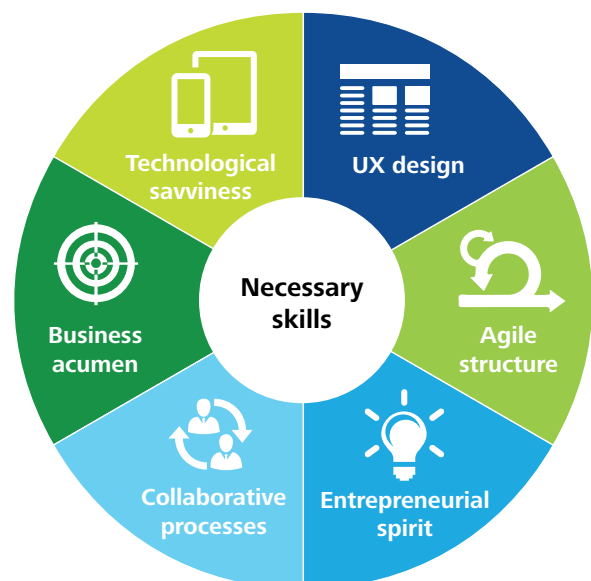 Technological
savviness
UX design
Business
acumen
Necessary
skills
Agile
structure
Collaborative
processes
Entrepreneurial
spirit